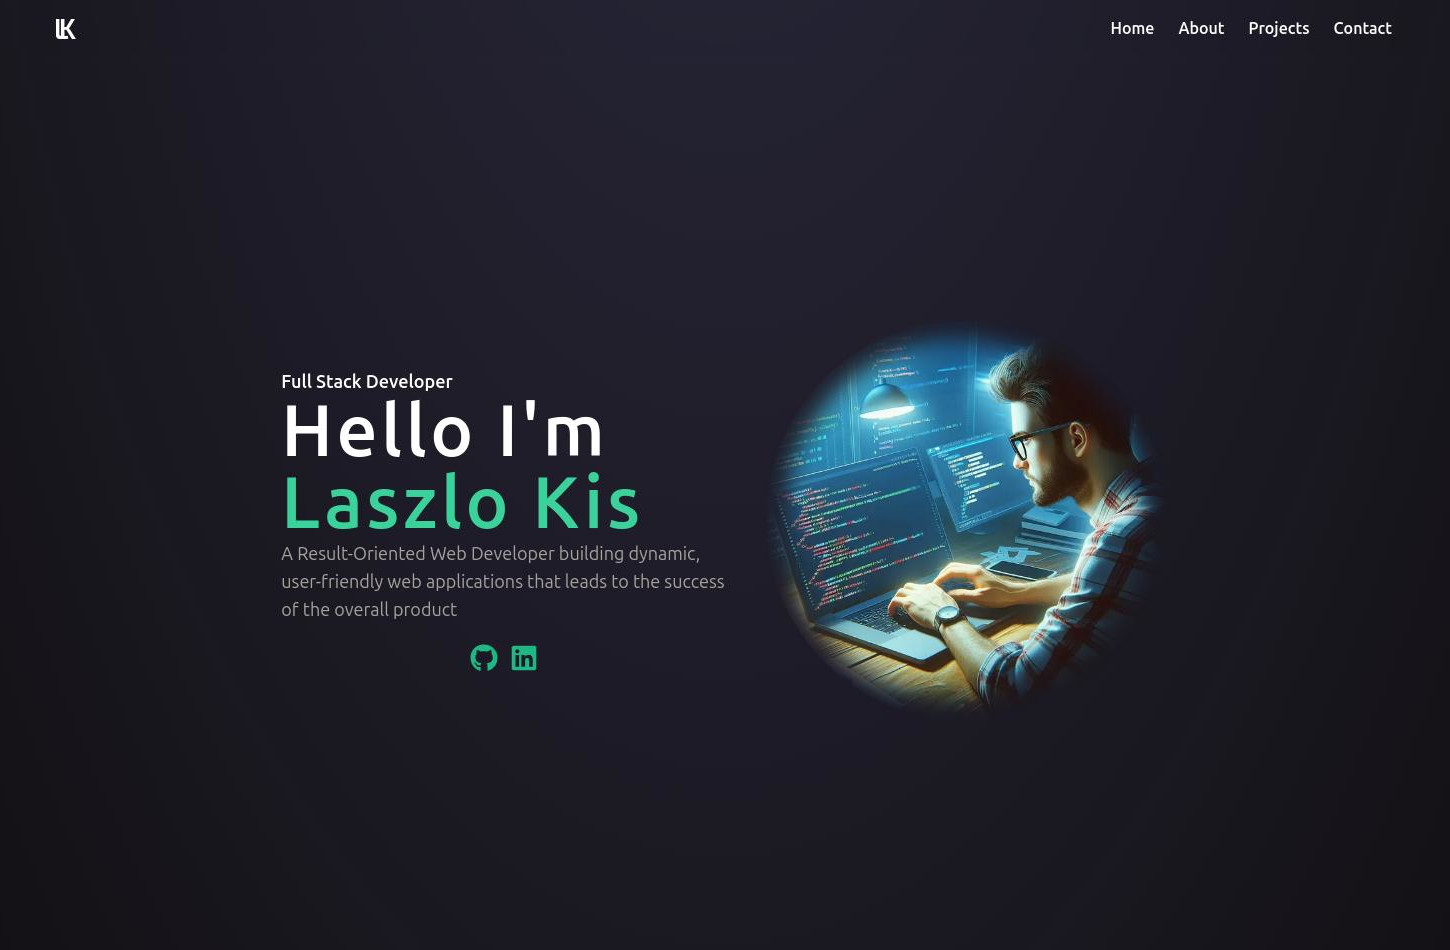 LK
Home About Projects Contact
Full Stack Developer
Hello I'm
Laszlo Kis
A Result-Oriented Web Developer building dynamic,
user-friendly web applications that leads to the success
of the overall product
in